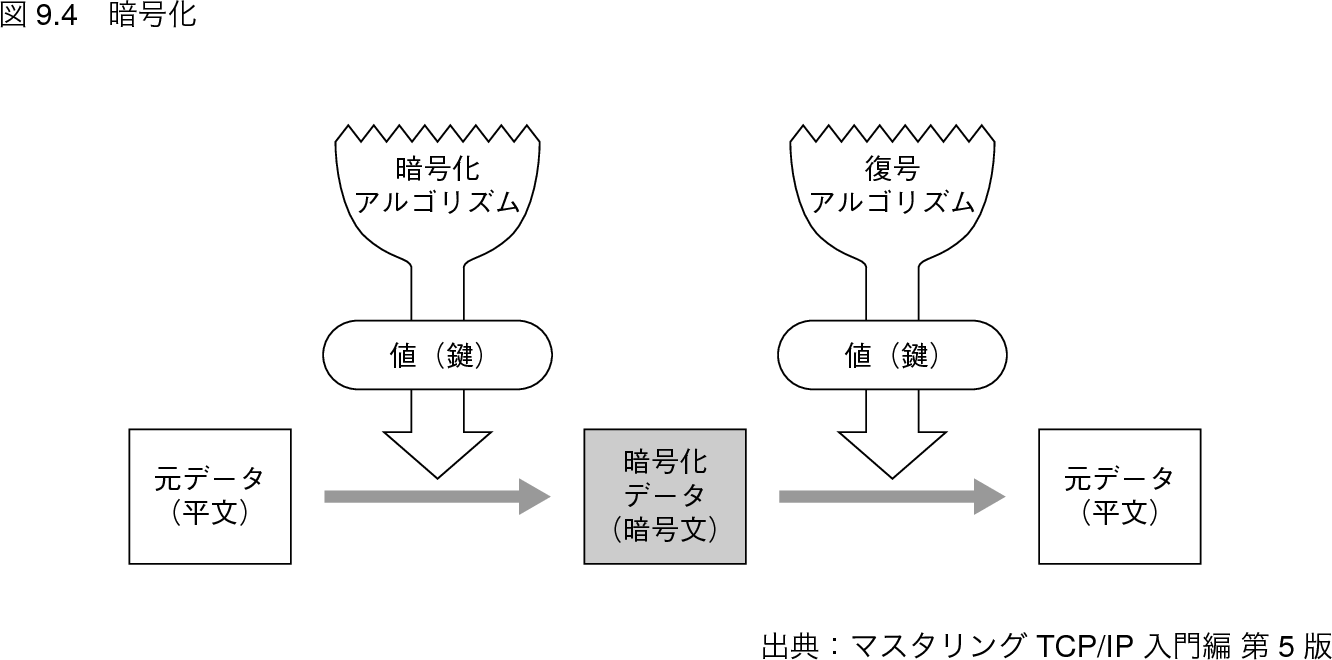 図 9.4　暗号化
暗号化
アルゴリズム
復号
アルゴリズム
値（鍵）
値（鍵）
元データ
（平文）
暗号化
データ
（暗号文）
元データ
（平文）
出典：マスタリング TCP/IP 入門編 第 5 版